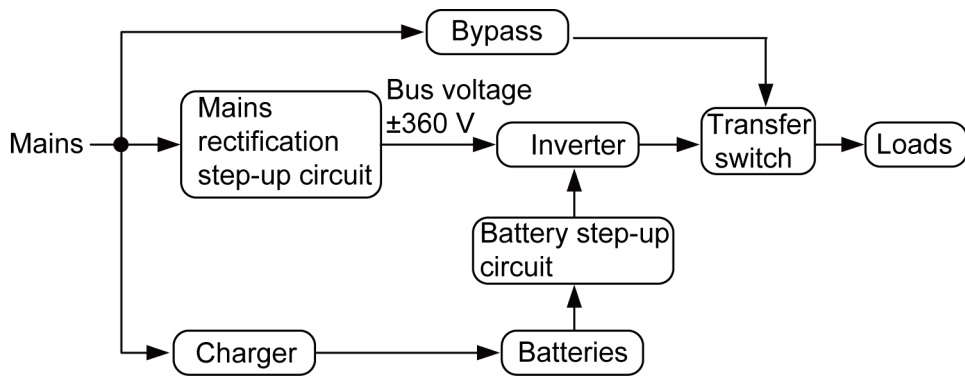 Bypass
Bus voltage
±360 V
Mains
Mains
rectification
step-up circuit
Inverter
Transfer
switch
Loads
Battery step-up
circuit
Charger
Batteries